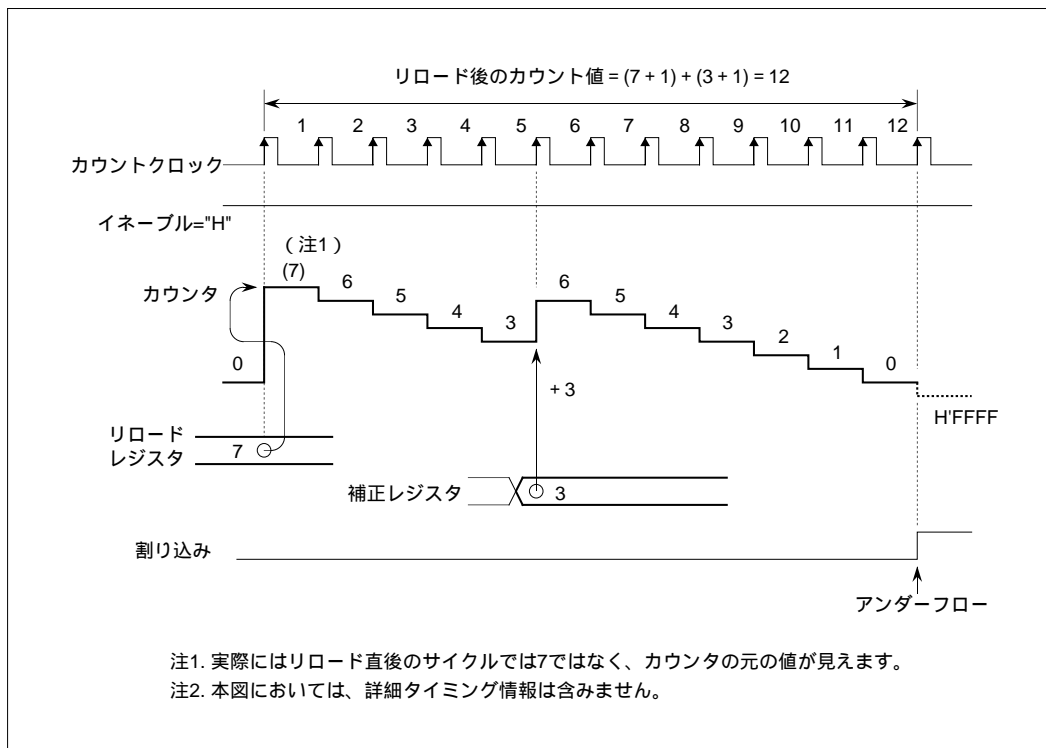 リロード後のカウント値 = (7 + 1) + (3 + 1) = 12
1 2 3 4 5 6 7 8 9 10 11 12
カウントクロック
イネーブル="H"
(注1)
(7) 6 5 4 3 6 5 4 3 2 1 0
カウンタ
0
+ 3
H'FFFF
リロード
レジスタ
7
補正レジスタ
3
割り込み
アンダーフロー
注1. 実際にはリロード直後のサイクルでは7ではなく、カウンタの元の値が見えます。
注2. 本図においては、詳細タイミング情報は含みません。